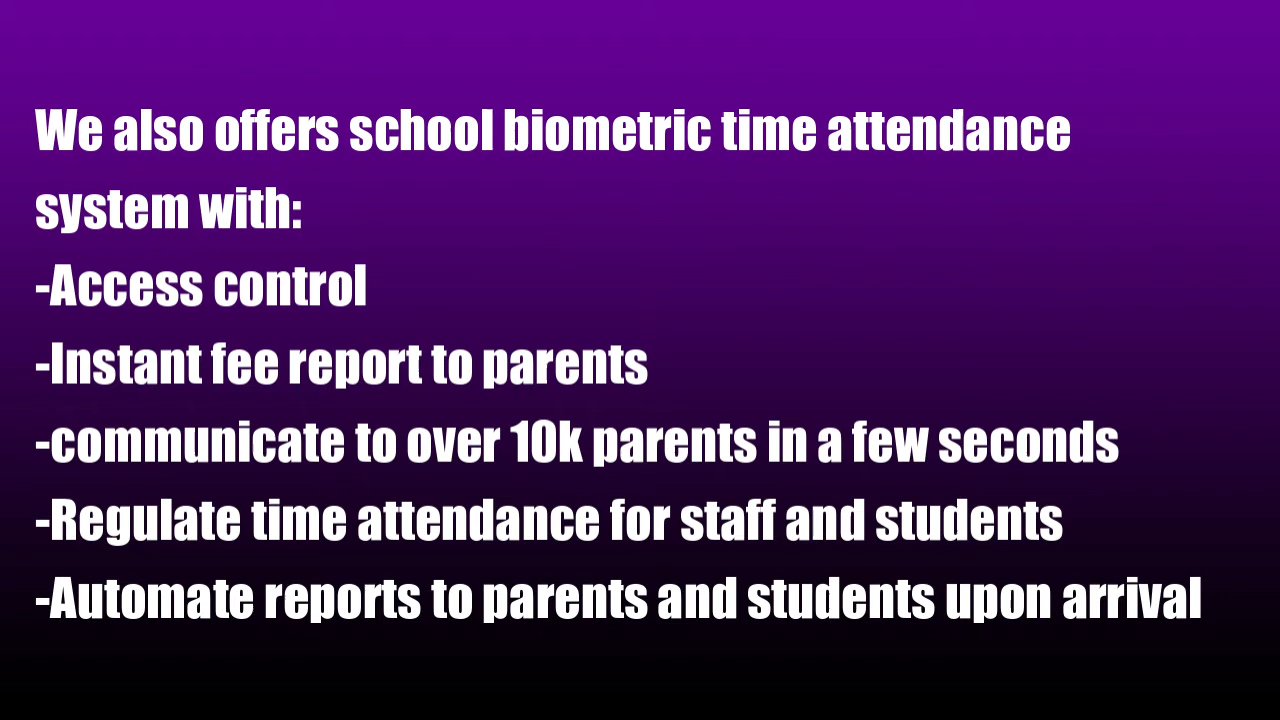 We also offers school biometric time attendance
system with:
-Access control
-Instant fee report to parents
-communicate to over 10k parents in a few seconds
-Regulate time attendance for staff and students
-Automate reports to parents and students upon arrival